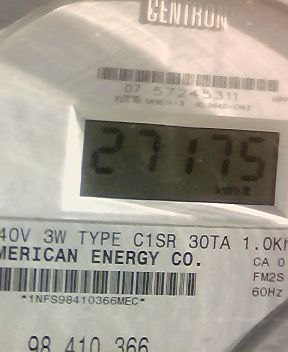 CENTRON
07 57245311
27175
kWh
40V 3W TYPE C1SR 30TA 1.0Kh
MERICAN ENERGY CO.
CA 0
FM2S
60Hz
*1NFS98410366MEC*
98 410 366